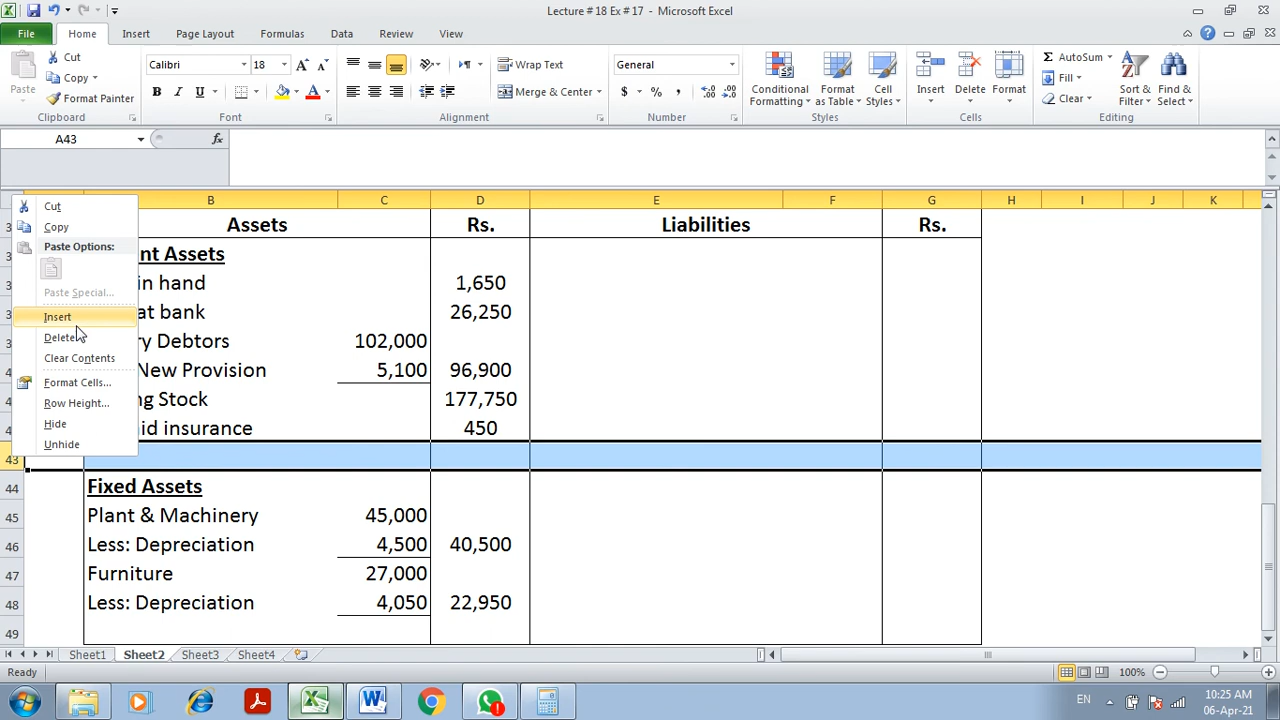 Lecture # 18 Ex # 17 - Microsoft Excel
File Home Insert Page Layout Formulas Data Review View
Paste
Cut
Copy
Format Painter
Clipboard
Calibri 18
B I U A
Font
Wrap Text
Merge & Center
Alignment
General
$ % ,
Number
Conditional Formatting
Format as Table
Cell Styles
Styles
Insert Delete Format
Cells
Σ AutoSum
Fill
Clear
Sort & Filter
Find & Select
Editing
A43 fx
B C D E F G H I J K
Cut
Copy
Paste Options:
Paste Special...
Insert
Delete
Clear Contents
Format Cells...
Row Height...
Hide
Unhide
Assets Rs. Liabilities Rs.
nt Assets
in hand 1,650
at bank 26,250
ry Debtors 102,000
New Provision 5,100 96,900
ng Stock 177,750
id insurance 450
43
44 Fixed Assets
45 Plant & Machinery 45,000
46 Less: Depreciation 4,500 40,500
47 Furniture 27,000
48 Less: Depreciation 4,050 22,950
49
Sheet1 Sheet2 Sheet3 Sheet4
Ready 100%
EN 10:25 AM
06-Apr-21